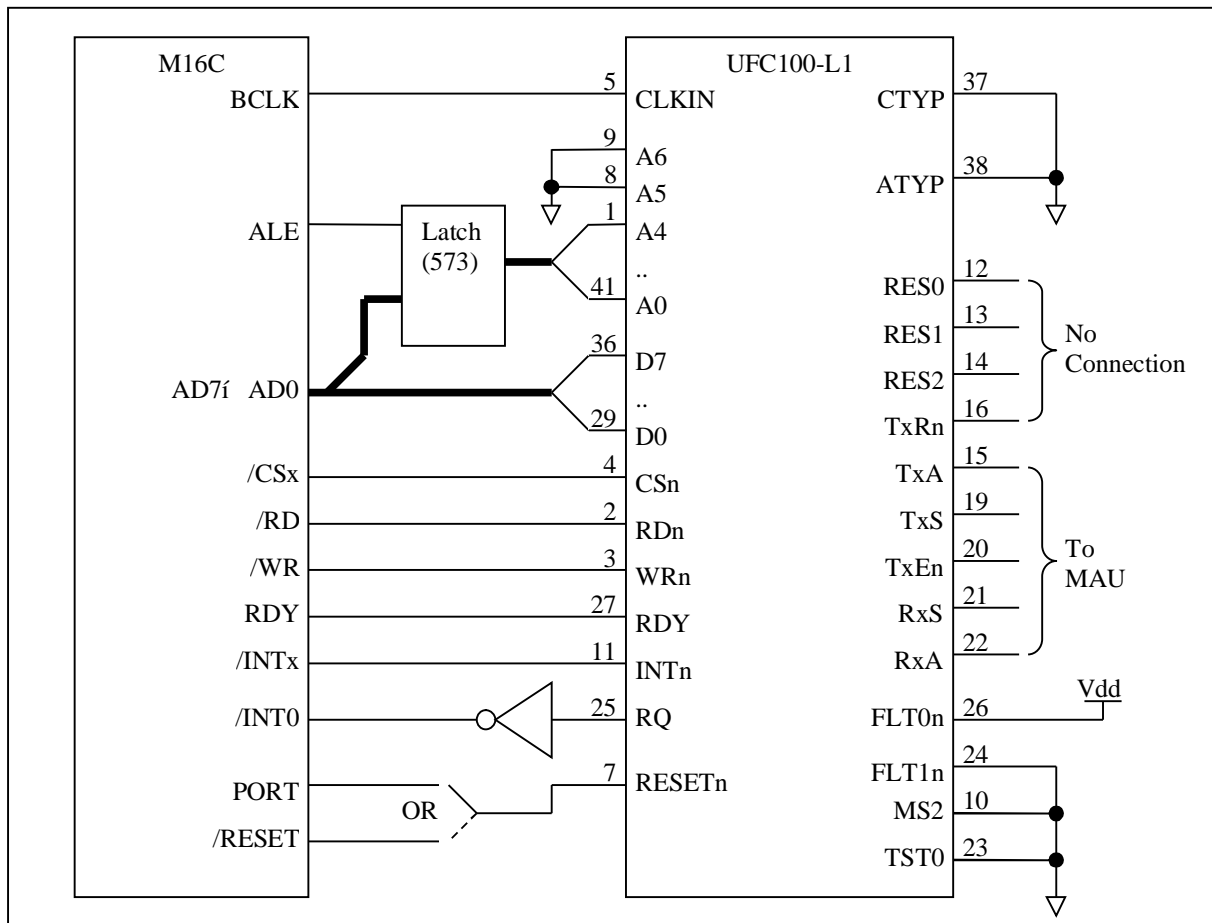 M16C
UFC100-L1
BCLK 5 CLKIN
CTYP 37
9 A6
8 A5
ATYP 38
ALE
Latch
(573)
1 A4
..
41 A0
RES0 12
RES1 13
RES2 14
TxRn 16
No
Connection
AD7í AD0
36 D7
..
29 D0
/CSx 4 CSn
/RD 2 RDn
/WR 3 WRn
RDY 27 RDY
/INTx 11 INTn
/INT0 25 RQ
TxA 15
TxS 19
TxEn 20
RxS 21
RxA 22
To
MAU
Vdd
FLT0n 26
PORT
OR
/RESET
7 RESETn
FLT1n 24
MS2 10
TST0 23